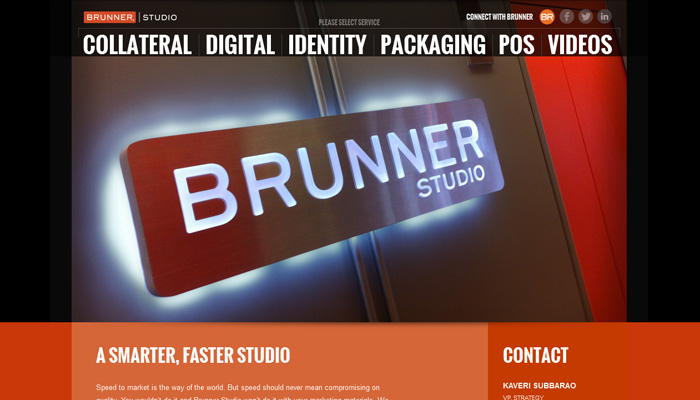 BRUNNER. | STUDIO
PLEASE SELECT SERVICE
CONNECT WITH BRUNNER BR f in
COLLATERAL DIGITAL IDENTITY PACKAGING POS VIDEOS
BRUNNER
STUDIO
A SMARTER, FASTER STUDIO
CONTACT
Speed to market is the way of the world. But speed should never mean compromising on
KAVERI SUBBARAO
VP, STRATEGY
quality. You wouldn't do it and Brunner Studio won't do it with your marketing materials. We